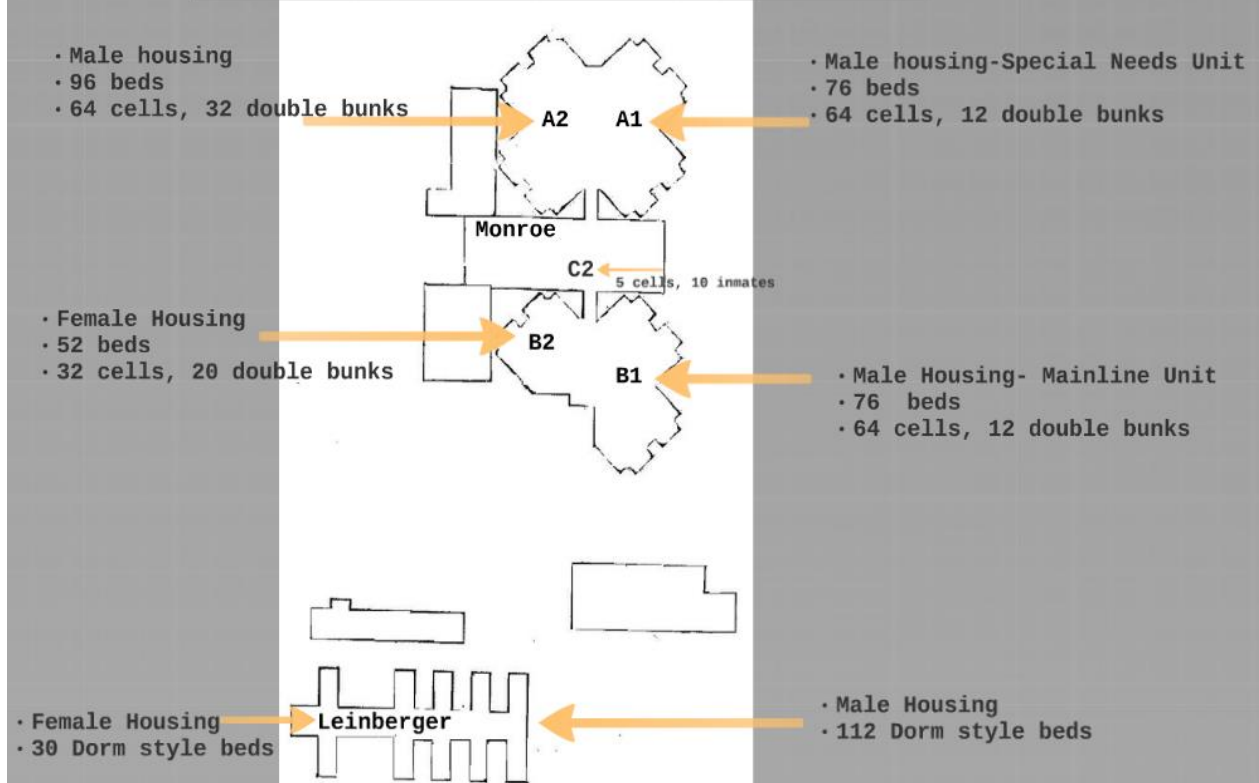 · Male housing
· 96 beds
· 64 cells, 32 double bunks
· Male housing-Special Needs Unit
· 76 beds
· 64 cells, 12 double bunks
A2
A1
Monroe
C2
5 cells, 10 inmates
· Female Housing
· 52 beds
· 32 cells, 20 double bunks
B2
B1
· Male Housing- Mainline Unit
· 76 beds
· 64 cells, 12 double bunks
· Female Housing
· 30 Dorm style beds
Leinberger
· Male Housing
· 112 Dorm style beds